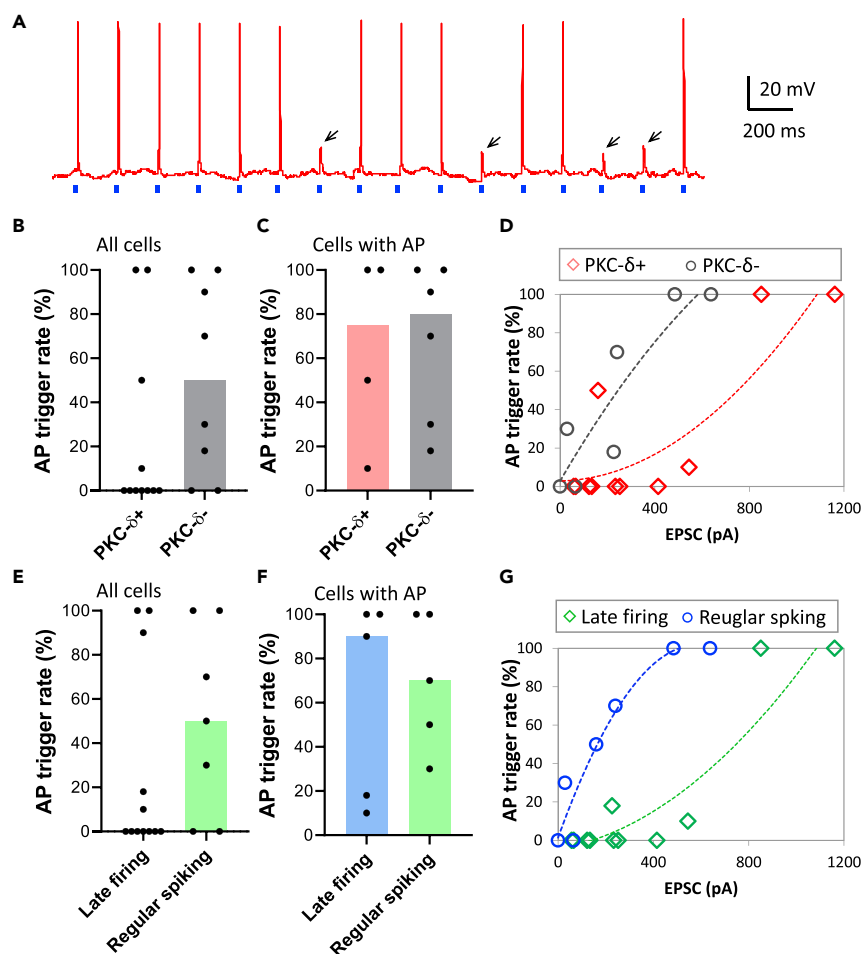 A
20 mV
200 ms
B
All cells
AP trigger rate (%)
100
80
60
40
20
0
PKC-δ+
PKC-δ-
C
Cells with AP
AP trigger rate (%)
100
80
60
40
20
0
PKC-δ+
PKC-δ-
D
PKC-δ+ PKC-δ-
AP trigger rate (%)
100
80
60
40
20
0
0 400 800 1200
EPSC (pA)
E
All cells
AP trigger rate (%)
100
80
60
40
20
0
Late firing
Regular spiking
F
Cells with AP
AP trigger rate (%)
100
80
60
40
20
0
Late firing
Regular spiking
G
Late firing Reuglar spking
AP trigger rate (%)
100
80
60
40
20
0
0 400 800 1200
EPSC (pA)